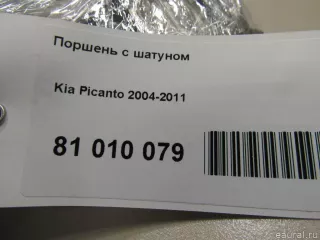 Поршень с шатуном
Kia Picanto 2004-2011
81 010 079
eaural.ru